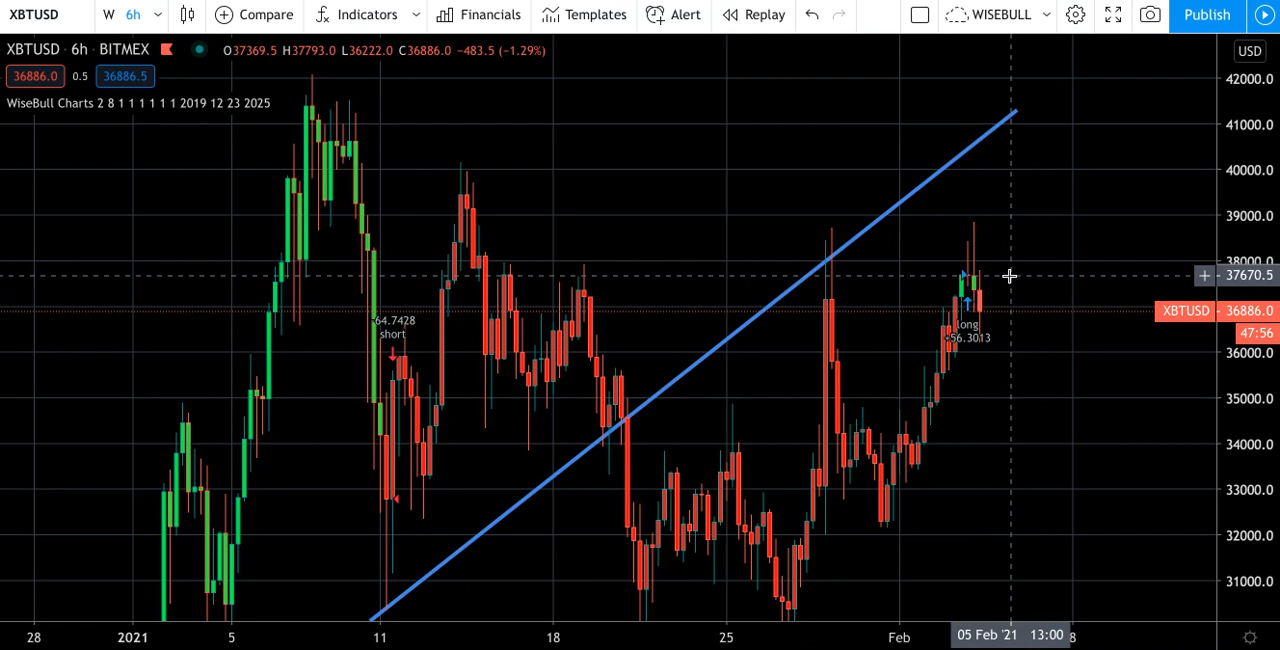 XBTUSD W 6h Compare Indicators Financials Templates Alert Replay WISEBULL Publish
XBTUSD · 6h · BITMEX O37369.5 H37793.0 L36222.0 C36886.0 −483.5 (−1.29%) USD
36886.0 0.5 36886.5
WiseBull Charts 2 8 1 1 1 1 1 1 2019 12 23 2025
42000.0
41000.0
40000.0
39000.0
38000.0
37670.5
XBTUSD 36886.0
47:56
36000.0
35000.0
34000.0
33000.0
32000.0
31000.0
-64.7428
short
long
+56.3013
28 2021 5 11 18 25 Feb 05 Feb '21 13:00 8